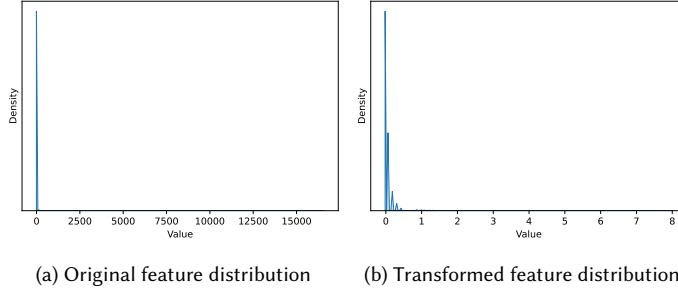 Density
0 2500 5000 7500 10000 12500 15000
Value
(a) Original feature distribution
Density
0 1 2 3 4 5 6 7 8
Value
(b) Transformed feature distribution